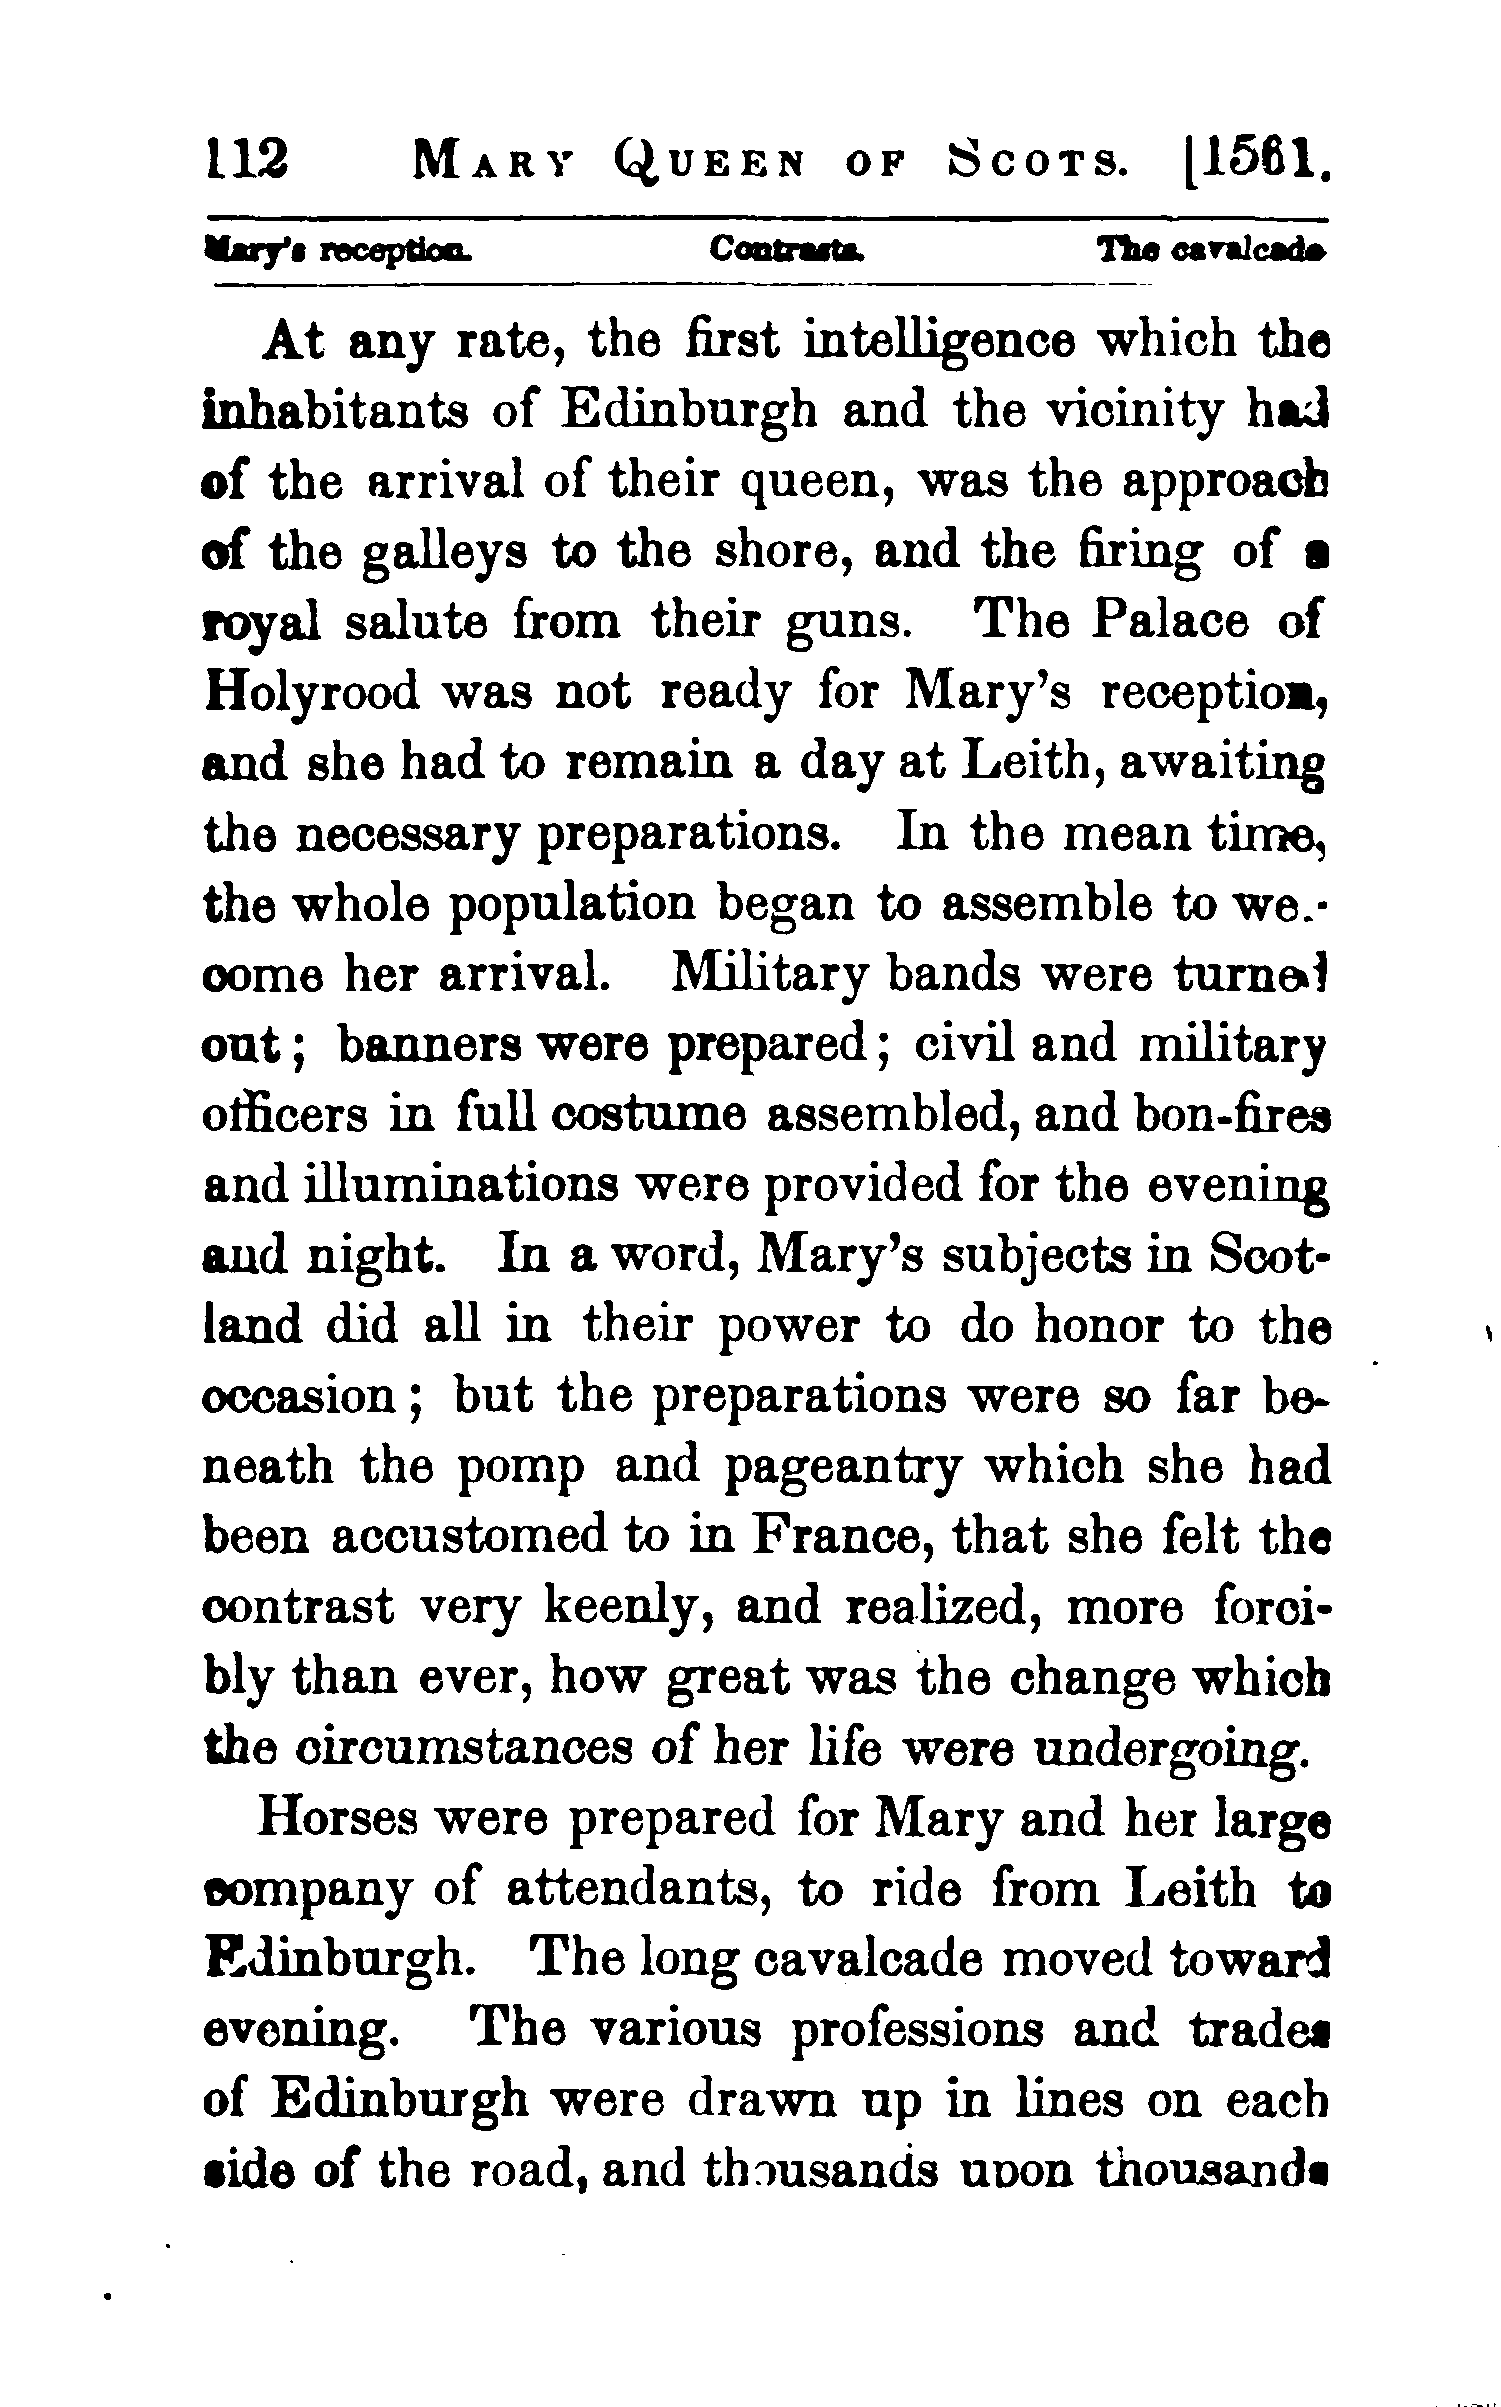 112 MARY QUEEN OF SCOTS. [1561.
Mary's reception. Contrasts. The cavalcade
At any rate, the first intelligence which the
inhabitants of Edinburgh and the vicinity had
of the arrival of their queen, was the approach
of the galleys to the shore, and the firing of a
royal salute from their guns. The Palace of
Holyrood was not ready for Mary's reception,
and she had to remain a day at Leith, awaiting
the necessary preparations. In the mean time,
the whole population began to assemble to wel-
come her arrival. Military bands were turned
out; banners were prepared; civil and military
officers in full costume assembled, and bon-fires
and illuminations were provided for the evening
and night. In a word, Mary's subjects in Scot-
land did all in their power to do honor to the
occasion; but the preparations were so far be-
neath the pomp and pageantry which she had
been accustomed to in France, that she felt the
contrast very keenly, and realized, more forci-
bly than ever, how great was the change which
the circumstances of her life were undergoing.
Horses were prepared for Mary and her large
company of attendants, to ride from Leith to
Edinburgh. The long cavalcade moved toward
evening. The various professions and trades
of Edinburgh were drawn up in lines on each
side of the road, and thousands upon thousands